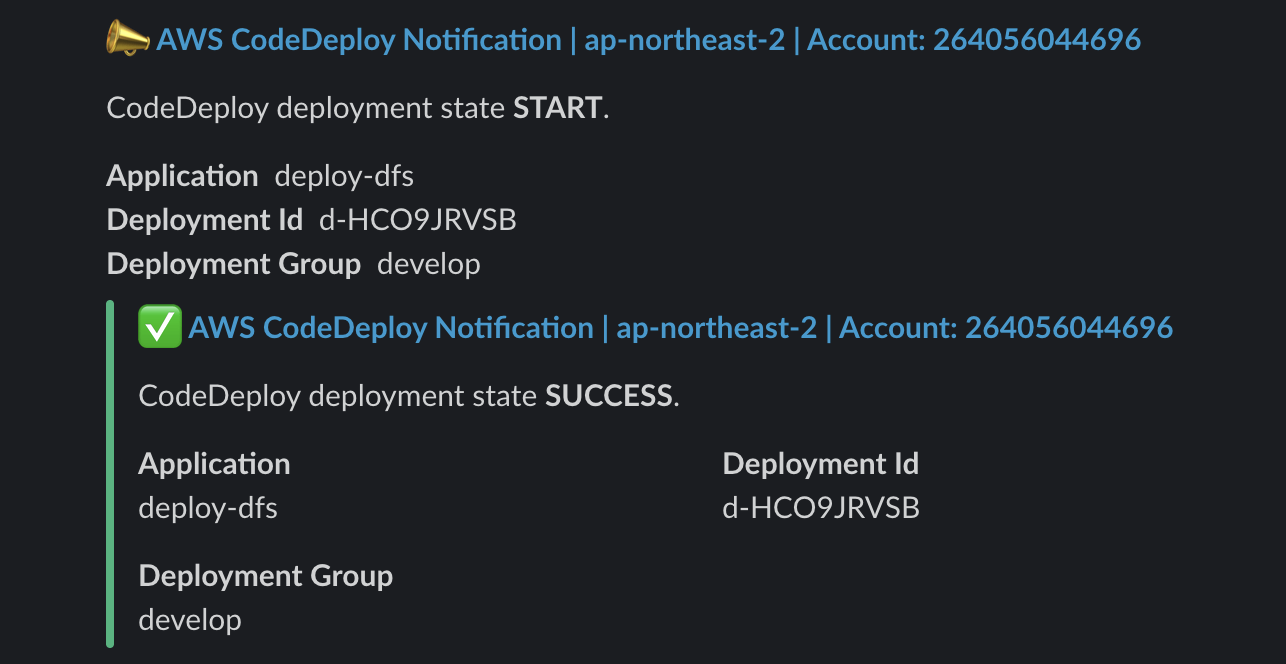 AWS CodeDeploy Notification | ap-northeast-2 | Account: 264056044696
CodeDeploy deployment state START.
Application deploy-dfs
Deployment Id d-HCO9JRVSB
Deployment Group develop
AWS CodeDeploy Notification | ap-northeast-2 | Account: 264056044696
CodeDeploy deployment state SUCCESS.
Application Deployment Id
deploy-dfs d-HCO9JRVSB
Deployment Group
develop